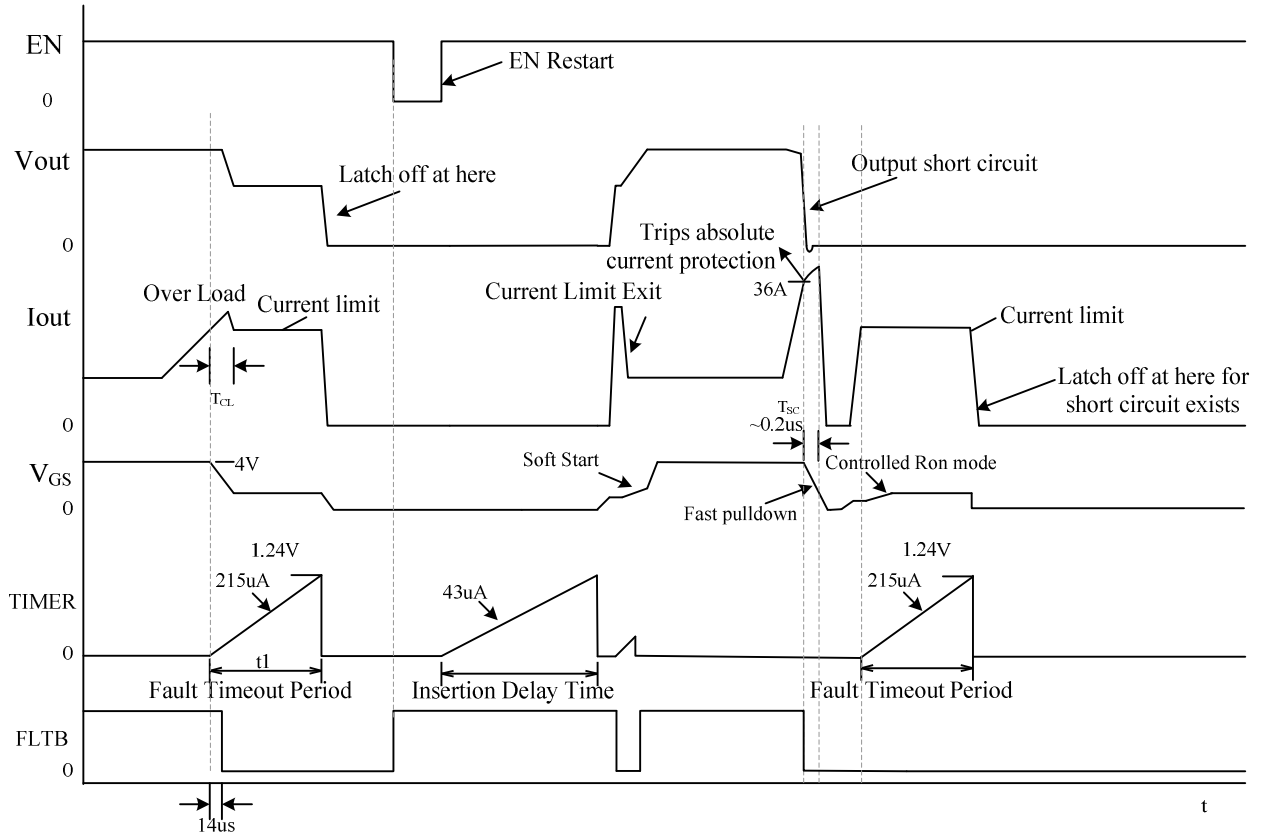 EN
EN Restart
0
Vout
Latch off at here
Output short circuit
0
Trips absolute
current protection
36A
Over Load
Current limit
Current Limit Exit
Iout
Current limit
TCL
TSC
~0.2us
Latch off at here for
short circuit exists
0
VGS
4V
Soft Start
Controlled Ron mode
0
Fast pulldown
1.24V
1.24V
TIMER
215uA
43uA
215uA
0
t1
Fault Timeout Period
Insertion Delay Time
Fault Timeout Period
FLTB
0
t
14us